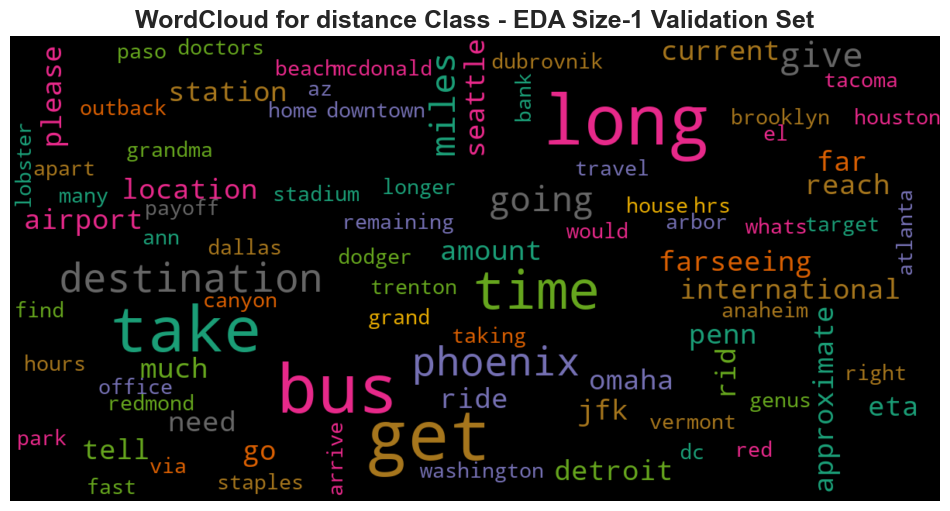 WordCloud for distance Class - EDA Size-1 Validation Set
paso
doctors
please
beach
mcdonald
miles
seattle
dubrovnik
current
give
station
az
bank
tacoma
outback
home
downtown
long
brooklyn
houston
el
lobster
grandma
apart
travel
far
many
location
stadium
longer
reach
airport
payoff
going
house
hrs
arbor
atlanta
remaining
would
whats
target
ann
dallas
amount
dodger
farseeing
destination
canyon
trenton
time
international
find
take
grand
anaheim
taking
penn
approximate
hours
much
phoenix
omaha
rid
right
office
bus
ride
genus
eta
redmond
need
jfk
vermont
park
tell
go
get
arrive
dc
red
via
washington
detroit
fast
staples